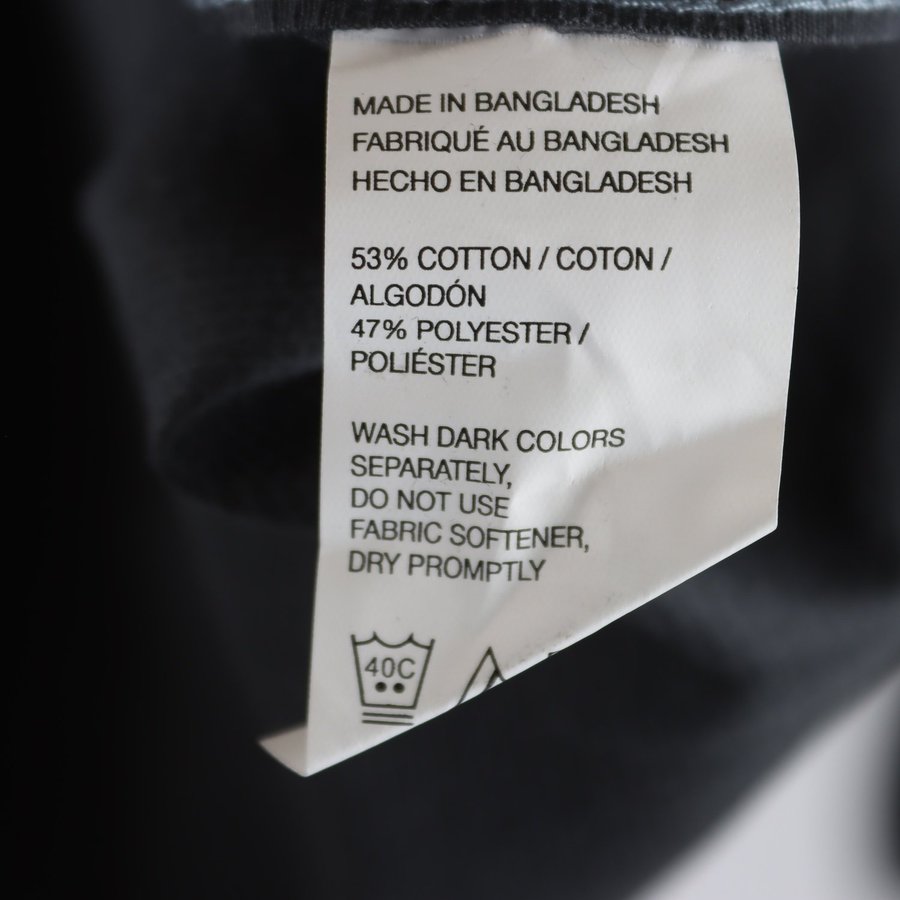 MADE IN BANGLADESH
FABRIQUÉ AU BANGLADESH
HECHO EN BANGLADESH
53% COTTON / COTON /
ALGODÓN
47% POLYESTER /
POLIÉSTER
WASH DARK COLORS
SEPARATELY,
DO NOT USE
FABRIC SOFTENER,
DRY PROMPTLY
40C